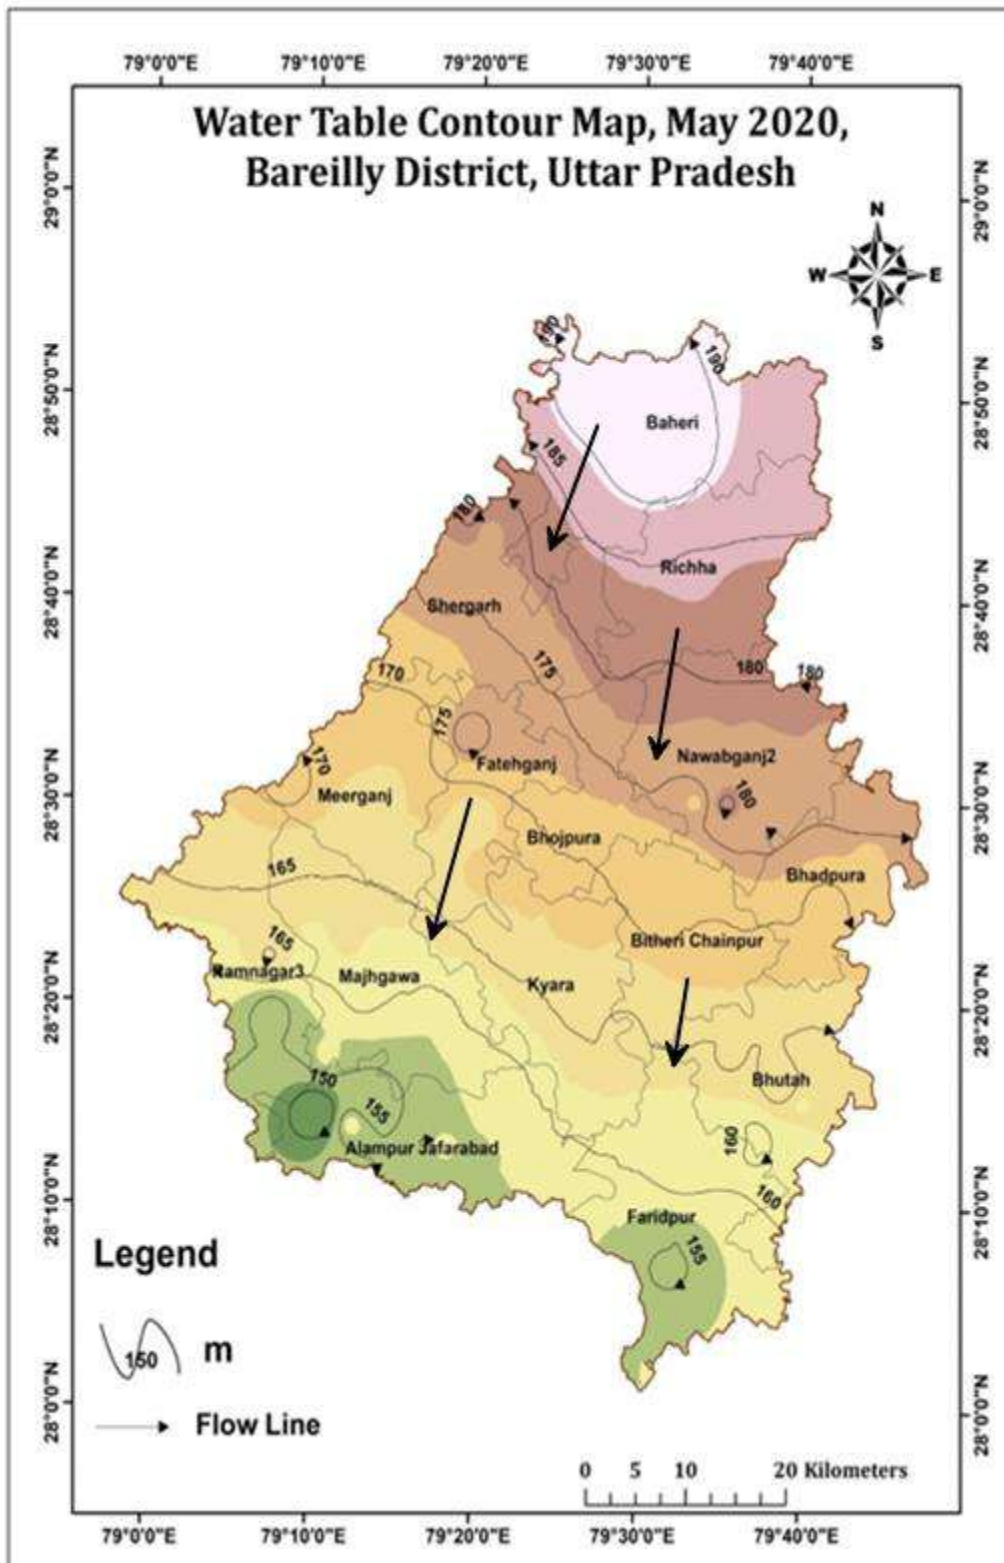 79°0'0"E 79°10'0"E 79°20'0"E 79°30'0"E 79°40'0"E
Water Table Contour Map, May 2020,
Bareilly District, Uttar Pradesh
29°0'0"N
29°0'0"N
N
W E
S
190
190
28°50'0"N
28°50'0"N
Baheri
185
180
Richha
28°40'0"N
28°40'0"N
Shergarh
175
180
180
170
175
Fatehganj
Nawabganj2
170
Meerganj
180
28°30'0"N
28°30'0"N
Bhojpura
165
Bhadpura
165
Bitheri Chainpur
Ramnagar3
Majhgawa
Kyara
28°20'0"N
28°20'0"N
150
Bhutah
155
160
Alampur Jafarabad
160
28°10'0"N
28°10'0"N
Faridpur
155
Legend
150 m
Flow Line
28°0'0"N
28°0'0"N
0 5 10 20 Kilometers
79°0'0"E 79°10'0"E 79°20'0"E 79°30'0"E 79°40'0"E